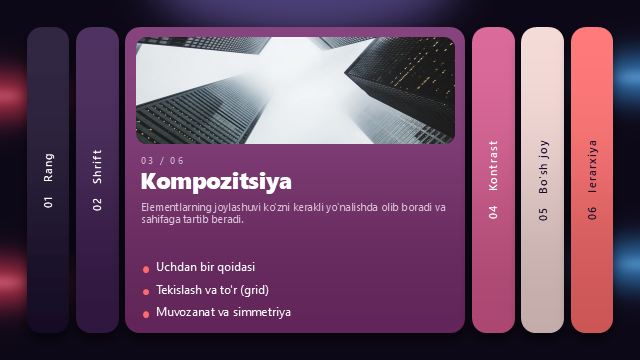 01 Rang
02 Shrift
03 / 06
Kompozitsiya
Elementlarning joylashuvi ko'zni kerakli yo'nalishda olib boradi va
sahifaga tartib beradi.
Uchdan bir qoidasi
Tekislash va to'r (grid)
Muvozanat va simmetriya
04 Kontrast
05 Bo'sh joy
06 Ierarxiya